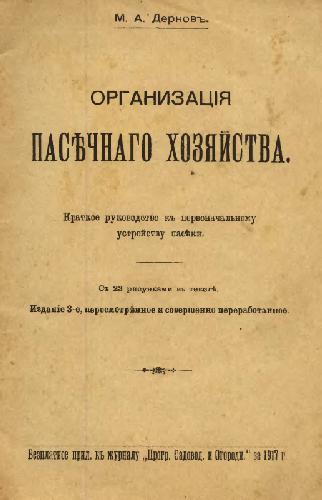 М. А. Дерновъ.
ОРГАНИЗАЦІЯ
ПАСѢЧНАГО ХОЗЯЙСТВА.
Краткое руководство къ первоначальному
устройству пасѣки.
Съ 23 рисунками въ текстѣ.
Изданіе 3-е, пересмотрѣнное и совершенно переработанное.
Безплатное прил. къ журналу „Прогр. Садовод. и Огородн." за 1917 г.